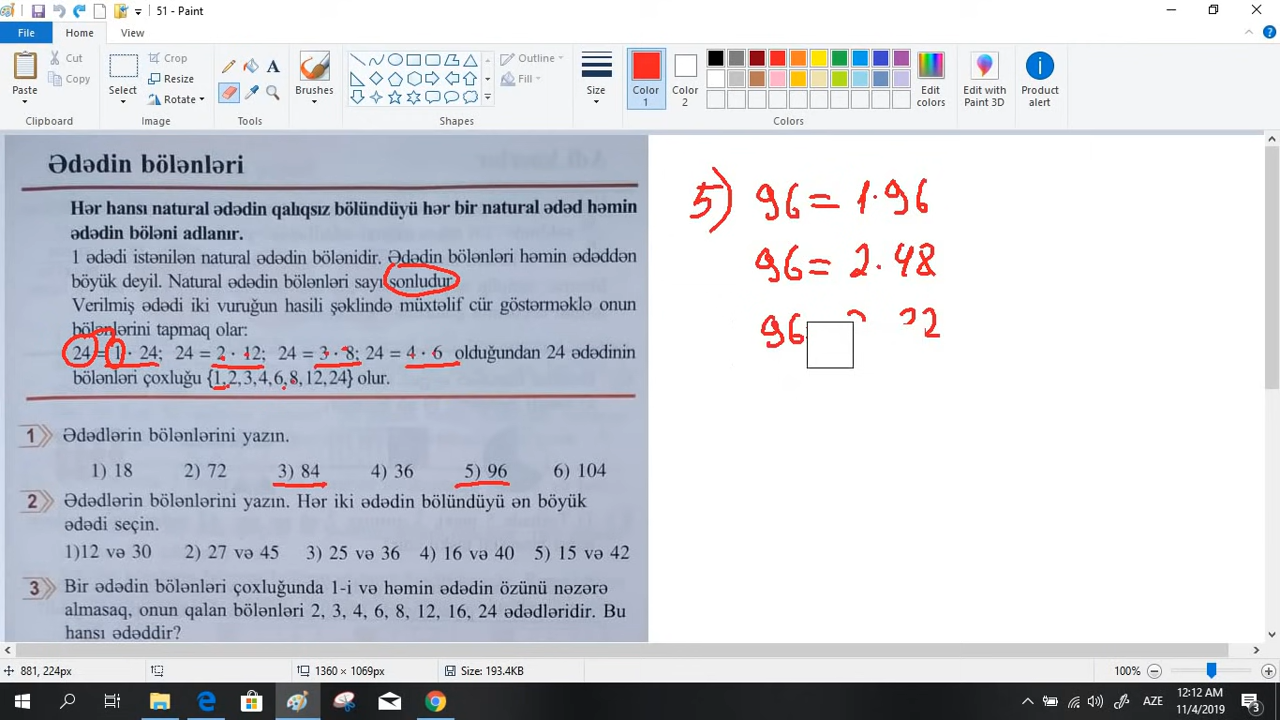 51 - Paint
File
Home
View
Paste
Cut
Copy
Clipboard
Select
Crop
Resize
Rotate
Image
Tools
Brushes
Shapes
Outline
Fill
Size
Color 1
Color 2
Colors
Edit colors
Edit with Paint 3D
Product alert
Ədədin bölənləri
Hər hansı natural ədədin qalıqsız bölündüyü hər bir natural ədəd həmin
ədədin böləni adlanır.
1 ədədi istənilən natural ədədin bölənidir. Ədədin bölənləri həmin ədəddən
böyük deyil. Natural ədədin bölənləri sayı sonludur.
Verilmiş ədədi iki vuruğun hasili şəklində müxtəlif cür göstərməklə onun
bölənlərini tapmaq olar:
24 = 1 · 24; 24 = 2 · 12; 24 = 3 · 8; 24 = 4 · 6 olduğundan 24 ədədinin
bölənləri çoxluğu {1,2,3,4,6,8,12,24} olur.
1 Ədədlərin bölənlərini yazın.
1) 18 2) 72 3) 84 4) 36 5) 96 6) 104
2 Ədədlərin bölənlərini yazın. Hər iki ədədin bölündüyü ən böyük
ədədi seçin.
1)12 və 30 2) 27 və 45 3) 25 və 36 4) 16 və 40 5) 15 və 42
3 Bir ədədin bölənləri çoxluğunda 1-i və həmin ədədin özünü nəzərə
almasaq, onun qalan bölənləri 2, 3, 4, 6, 8, 12, 16, 24 ədədləridir. Bu
hansı ədəddir?
5) 96 = 1·96
96 = 2·48
96
881, 224px
1360 × 1069px
Size: 193.4KB
100%
AZE
12:12 AM
11/4/2019
3